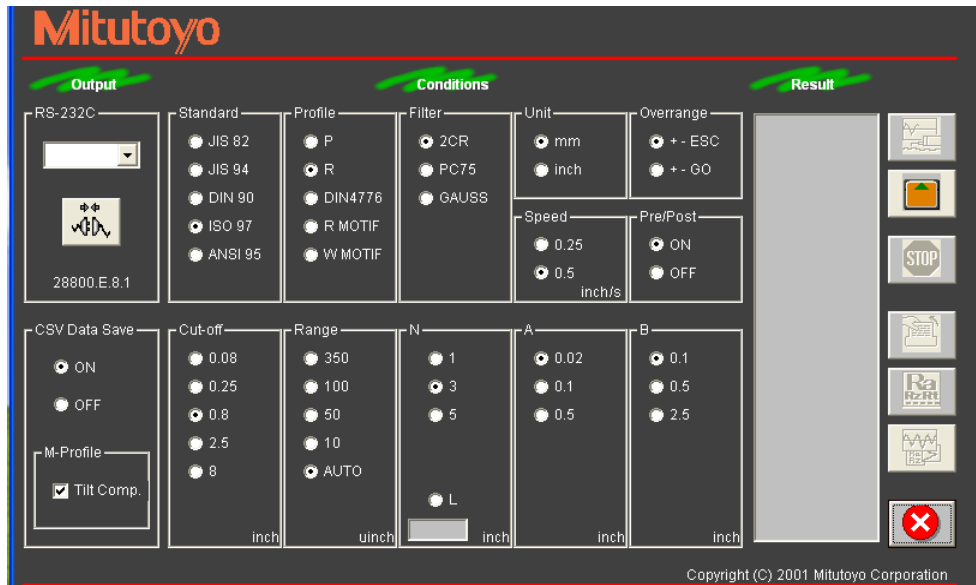 Mitutoyo
Output
Conditions
Result
RS-232C
28800.E.8.1
Standard
JIS 82
JIS 94
DIN 90
ISO 97
ANSI 95
Profile
P
R
DIN4776
R MOTIF
W MOTIF
Filter
2CR
PC75
GAUSS
Unit
mm
inch
Overrange
+ - ESC
+ - GO
Speed
0.25
0.5
inch/s
Pre/Post
ON
OFF
STOP
CSV Data Save
ON
OFF
M-Profile
Tilt Comp.
Cut-off
0.08
0.25
0.8
2.5
8
inch
Range
350
100
50
10
AUTO
uinch
N
1
3
5
L
inch
A
0.02
0.1
0.5
inch
B
0.1
0.5
2.5
inch
Ra
RzRt
Copyright (C) 2001 Mitutoyo Corporation